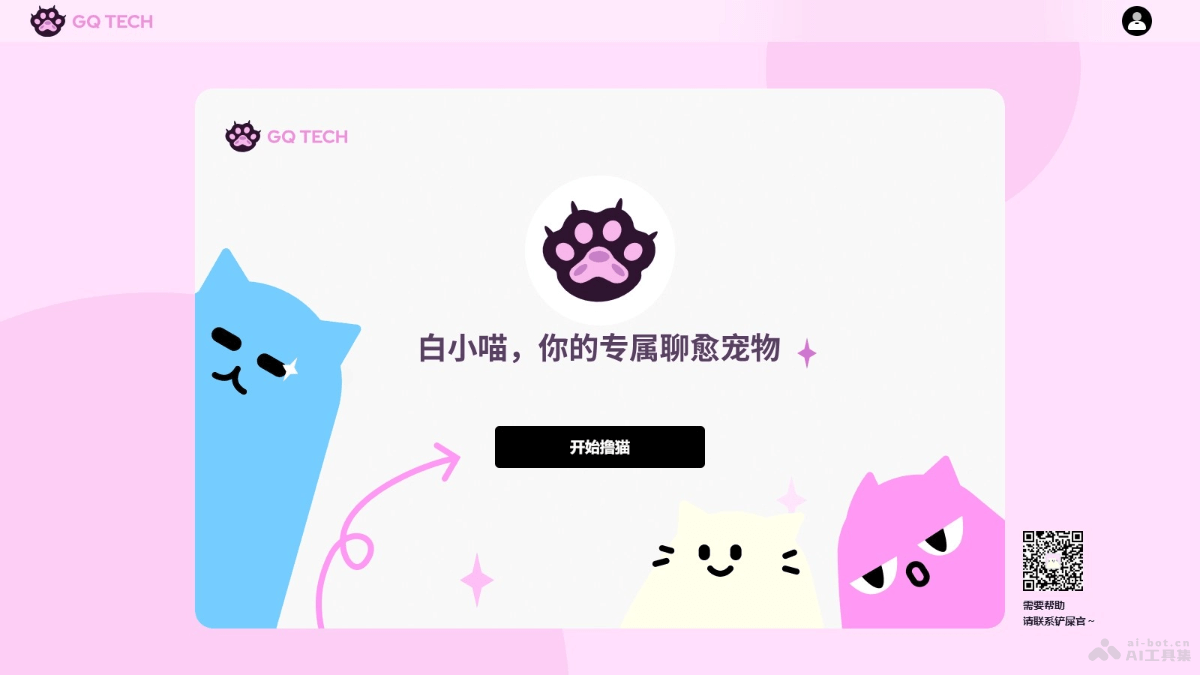 GQ TECH
GQ TECH
白小喵，你的专属聊愈宠物
开始撸猫
需要帮助
请联系铲屎官~
ai-bot.cn
AI工具集